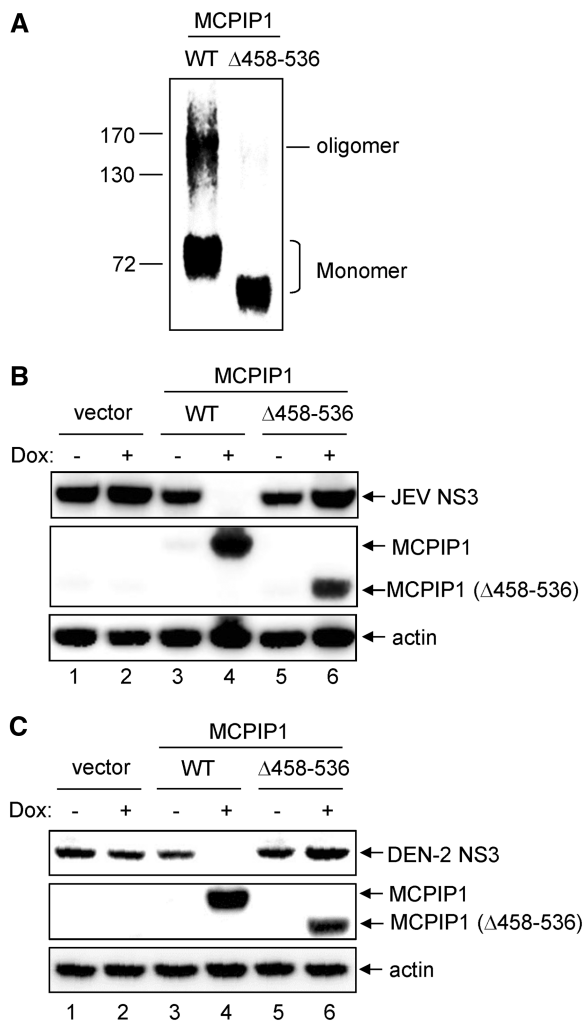 A
MCPIP1
WT Δ458-536
170
130
72
oligomer
Monomer
B
MCPIP1
vector WT Δ458-536
Dox: - + - + - +
JEV NS3
MCPIP1
MCPIP1 (Δ458-536)
actin
1 2 3 4 5 6
C
MCPIP1
vector WT Δ458-536
Dox: - + - + - +
DEN-2 NS3
MCPIP1
MCPIP1 (Δ458-536)
actin
1 2 3 4 5 6